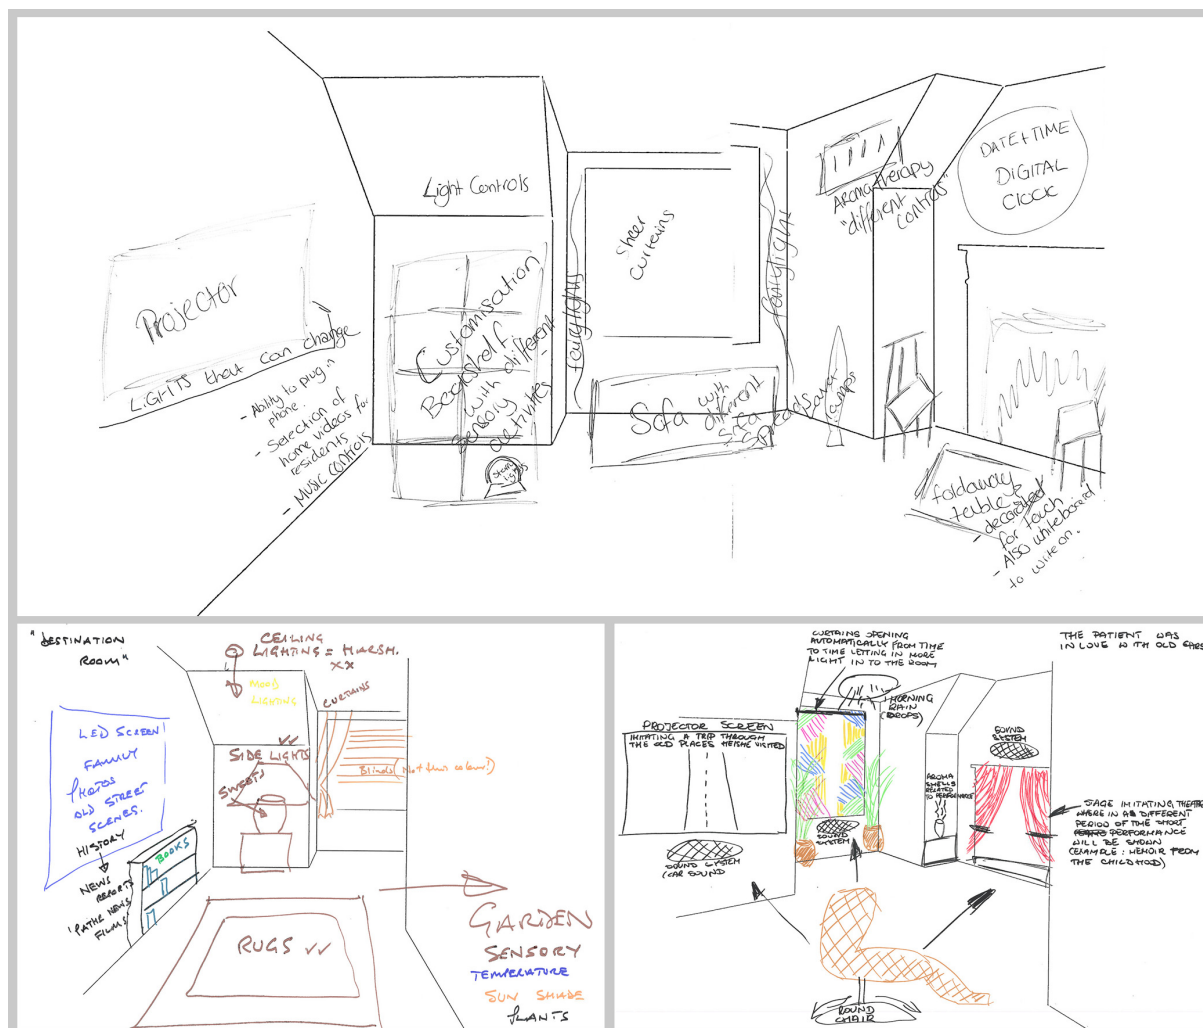 Light Controls
Projector
LiGHTS that can change
- Ability to plug "
phone.
- Selection of
home videos for
residents
- Music controls
Customisation
Bookshelf
with different
Sensory
activities
fairylights
Sheer
Curtains
fairylight
Sofa with
different
Sofa
Spreads
lava
lamps
AROMAtherapy
"different
controls"
DATE+TIME
DIGITAL
CLOCK
foldaway
table
- decorated
for touch
- Also whiteboard
to write on.
"DESTINATION
ROOM"
CEILING
LIGHTING = HARSH.
XX
MOOD
LIGHTING
CURTAINS
LED SCREEN
FAMILY
PHOTOS
OLD STREET
SCENES.
HISTORY
NEWS
REPORTS
'PATHE NEWS
FILMS'
BOOKS
SIDE LIGHTS
SWEETS
Blinds (Not this colour!)
RUGS ✓✓
GARDEN
SENSORY
TEMPERATURE
SUN SHADE
PLANTS
CURTAINS OPENING
AUTOMATICALLY FROM TIME
TO TIME LETTING IN MORE
LIGHT IN TO THE ROOM
THE PATIENT WAS
IN LOVE WITH OLD CARS
MORNING
RAIN
(DROPS)
PROJECTOR SCREEN
IMITATING A TRIP THROUGH
THE OLD PLACES HE/SHE VISITED
SOUND SYSTEM
(CAR SOUND
SOUND
SYSTEM
AROMA
SMELLS
RELATED
TO PERFORMANCE
SOUND
SYSTEM
STAGE IMITATING THEATRE
WHERE IN A DIFFERENT
PERIOD OF TIME SHORT
PERFORMANCE
WILL BE SHOWN
(EXAMPLE: MEMOIR FROM
THE CHILDHOOD)
ROUND
CHAIR